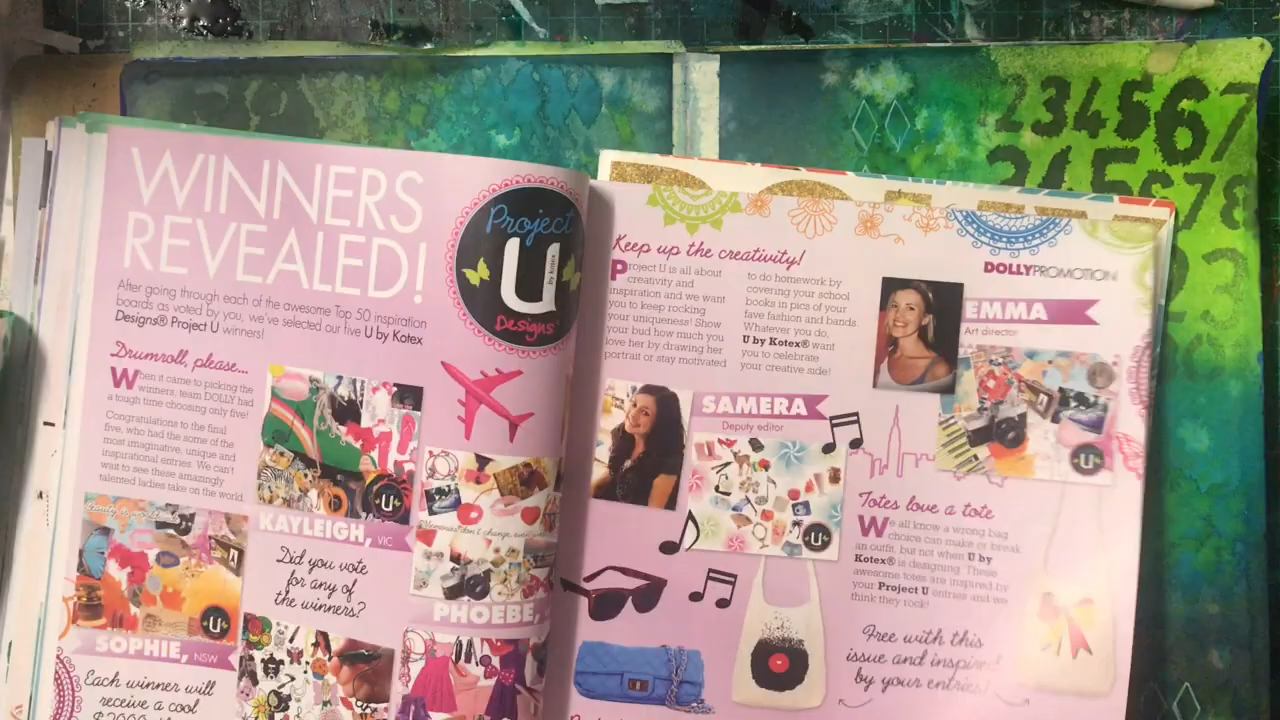 234567
245678
23
WINNERS
REVEALED!
After going through each of the awesome Top 50 inspiration
boards as voted by you, we've selected our five U by Kotex
Designs® Project U winners!
Project
U
by Kotex
Designs
Drumroll, please...
When it came to picking the
winners, team DOLLY had
a tough time choosing only five!
Congratulations to the final
five, who had the some of the
most imaginative, unique and
inspirational entries. We can't
wait to see these amazingly
talented ladies take on the world.
KAYLEIGH, VIC
Did you vote
for any of
the winners?
SOPHIE, NSW
Each winner will
receive a cool
Memories don't change, even
PHOEBE,
Keep up the creativity!
Project U is all about
creativity and
inspiration and we want
you to keep rocking
your uniqueness! Show
your bud how much you
love her by drawing her
portrait or stay motivated
to do homework by
covering your school
books in pics of your
fave fashion and bands.
Whatever you do,
U by Kotex® want
you to celebrate
your creative side!
DOLLYPROMOTION
EMMA
Art director
SAMERA
Deputy editor
Totes love a tote
We all know a wrong bag
choice can make or break
an outfit, but not when U by
Kotex® is designing. These
awesome totes are inspired by
your Project U entries and we
think they rock!
Free with this
issue and inspired
by your entries!